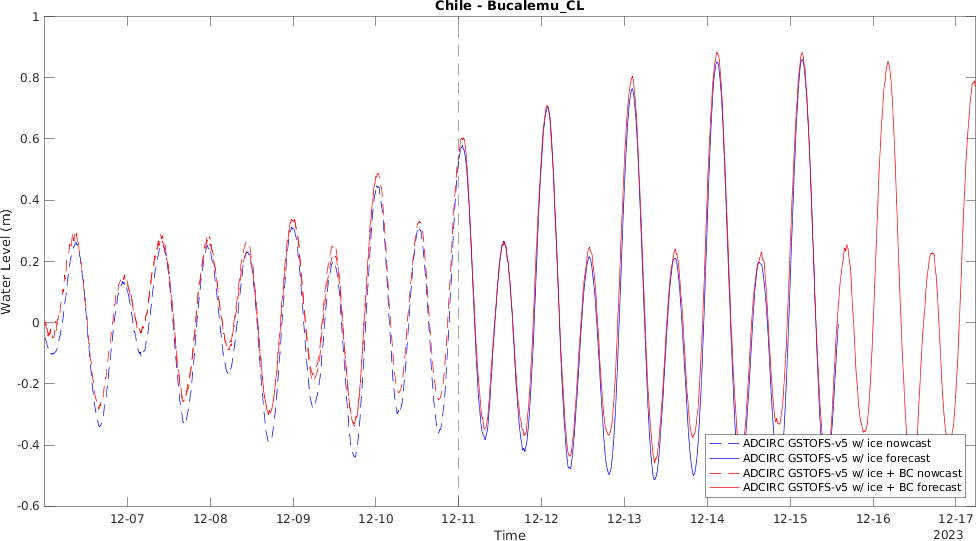 Chile - Bucalemu_CL
Water Level (m)
1
0.8
0.6
0.4
0.2
0
-0.2
-0.4
-0.6
ADCIRC GSTOFS-v5 w/ ice nowcast
ADCIRC GSTOFS-v5 w/ ice forecast
ADCIRC GSTOFS-v5 w/ ice + BC nowcast
ADCIRC GSTOFS-v5 w/ ice + BC forecast
12-07 12-08 12-09 12-10 12-11 12-12 12-13 12-14 12-15 12-16 12-17
Time
2023